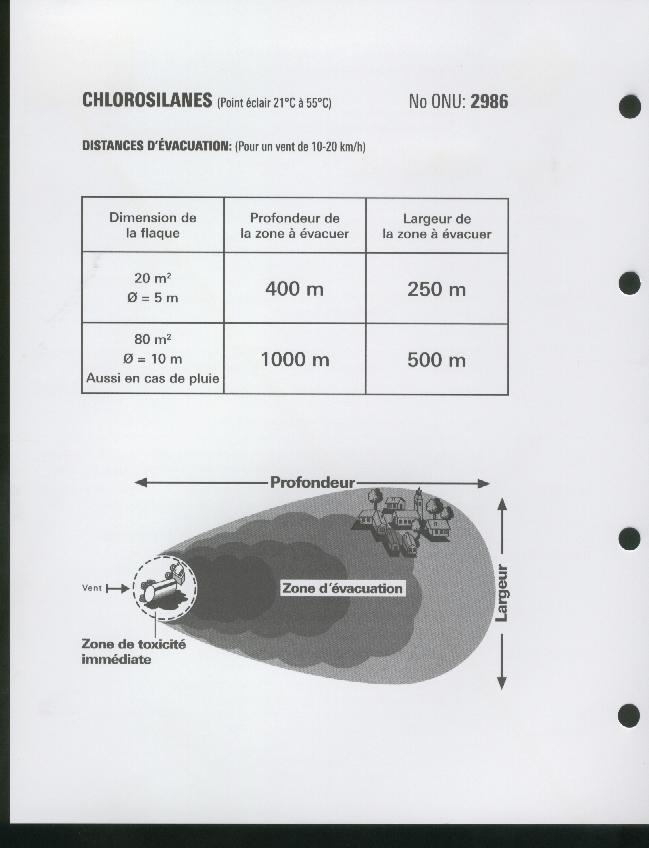 CHLOROSILANES (Point éclair 21°C à 55°C) No ONU: 2986
DISTANCES D'ÉVACUATION: (Pour un vent de 10-20 km/h)
Dimension de la flaque
Profondeur de la zone à évacuer
Largeur de la zone à évacuer
20 m²
Ø = 5 m
400 m
250 m
80 m²
Ø = 10 m
Aussi en cas de pluie
1000 m
500 m
Profondeur
Vent
Zone d'évacuation
Largeur
Zone de toxicité
immédiate